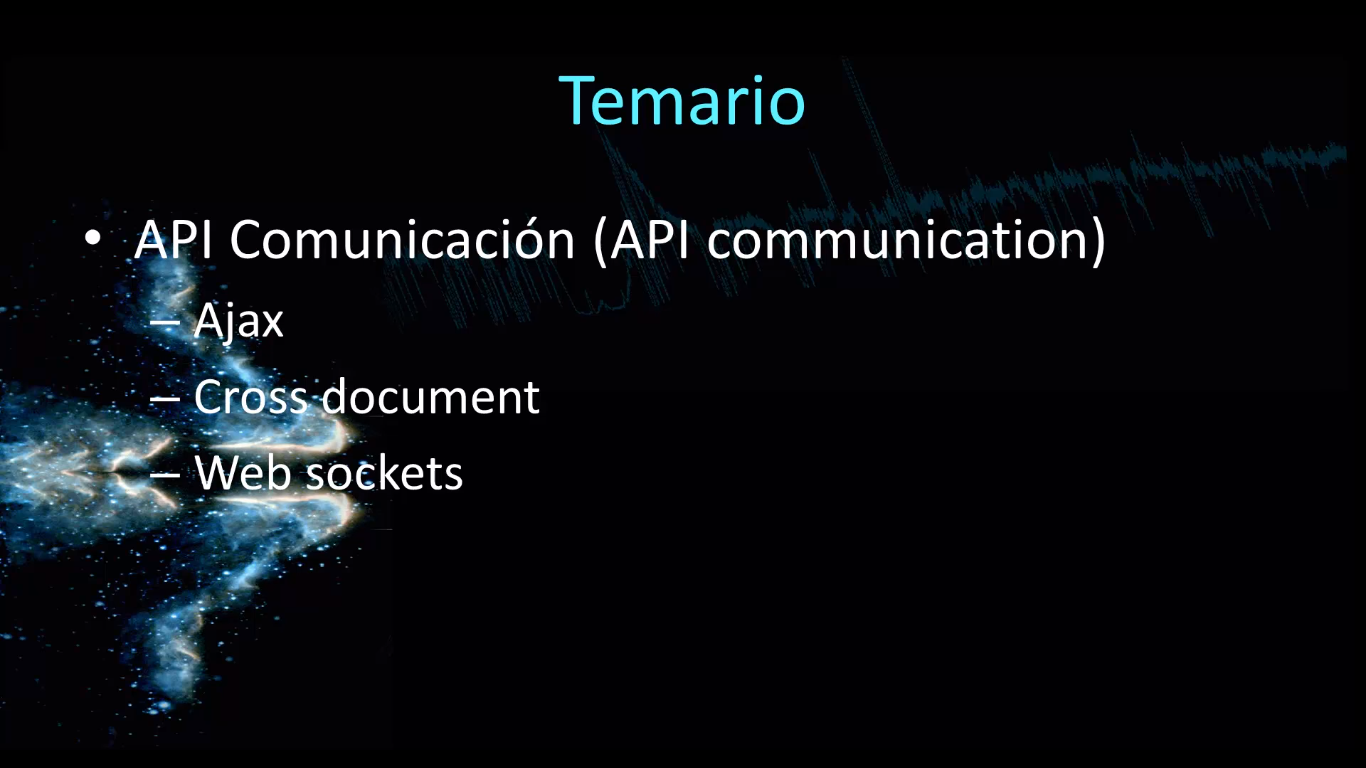 Temario
• API Comunicación (API communication)
– Ajax
– Cross document
– Web sockets